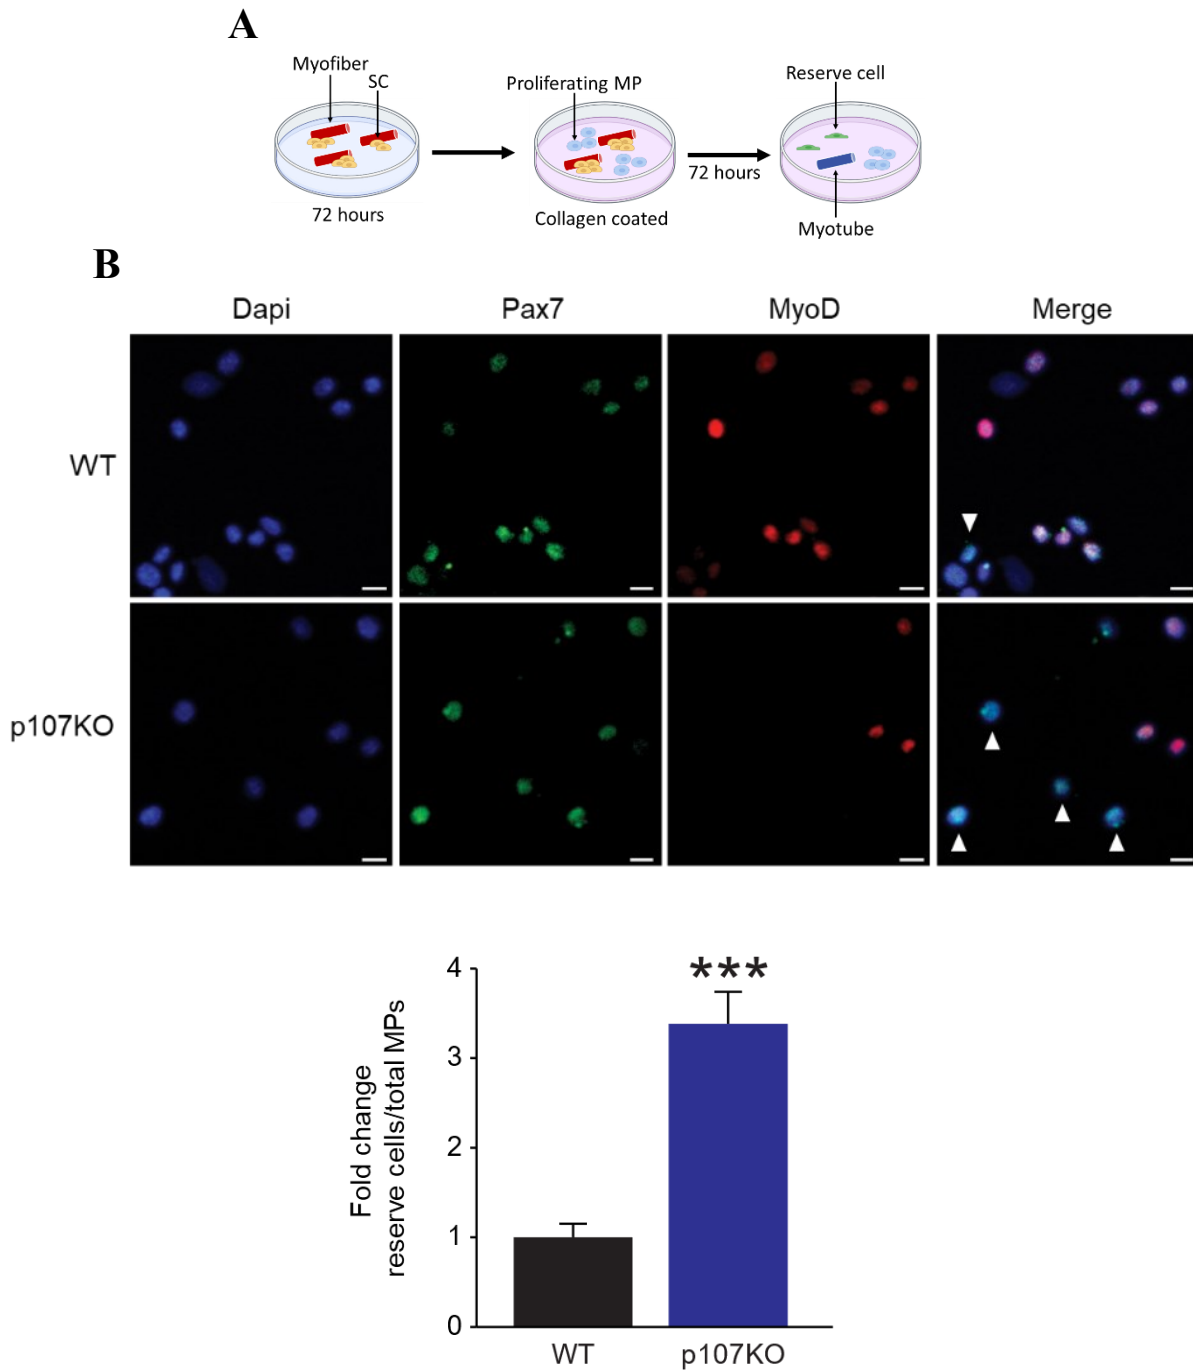 A
Myofiber
SC
Proliferating MP
Reserve cell
72 hours
Collagen coated
72 hours
Myotube
B
Dapi Pax7 MyoD Merge
WT
p107KO
Fold change
reserve cells/total MPs
4
3
2
1
0
***
WT p107KO